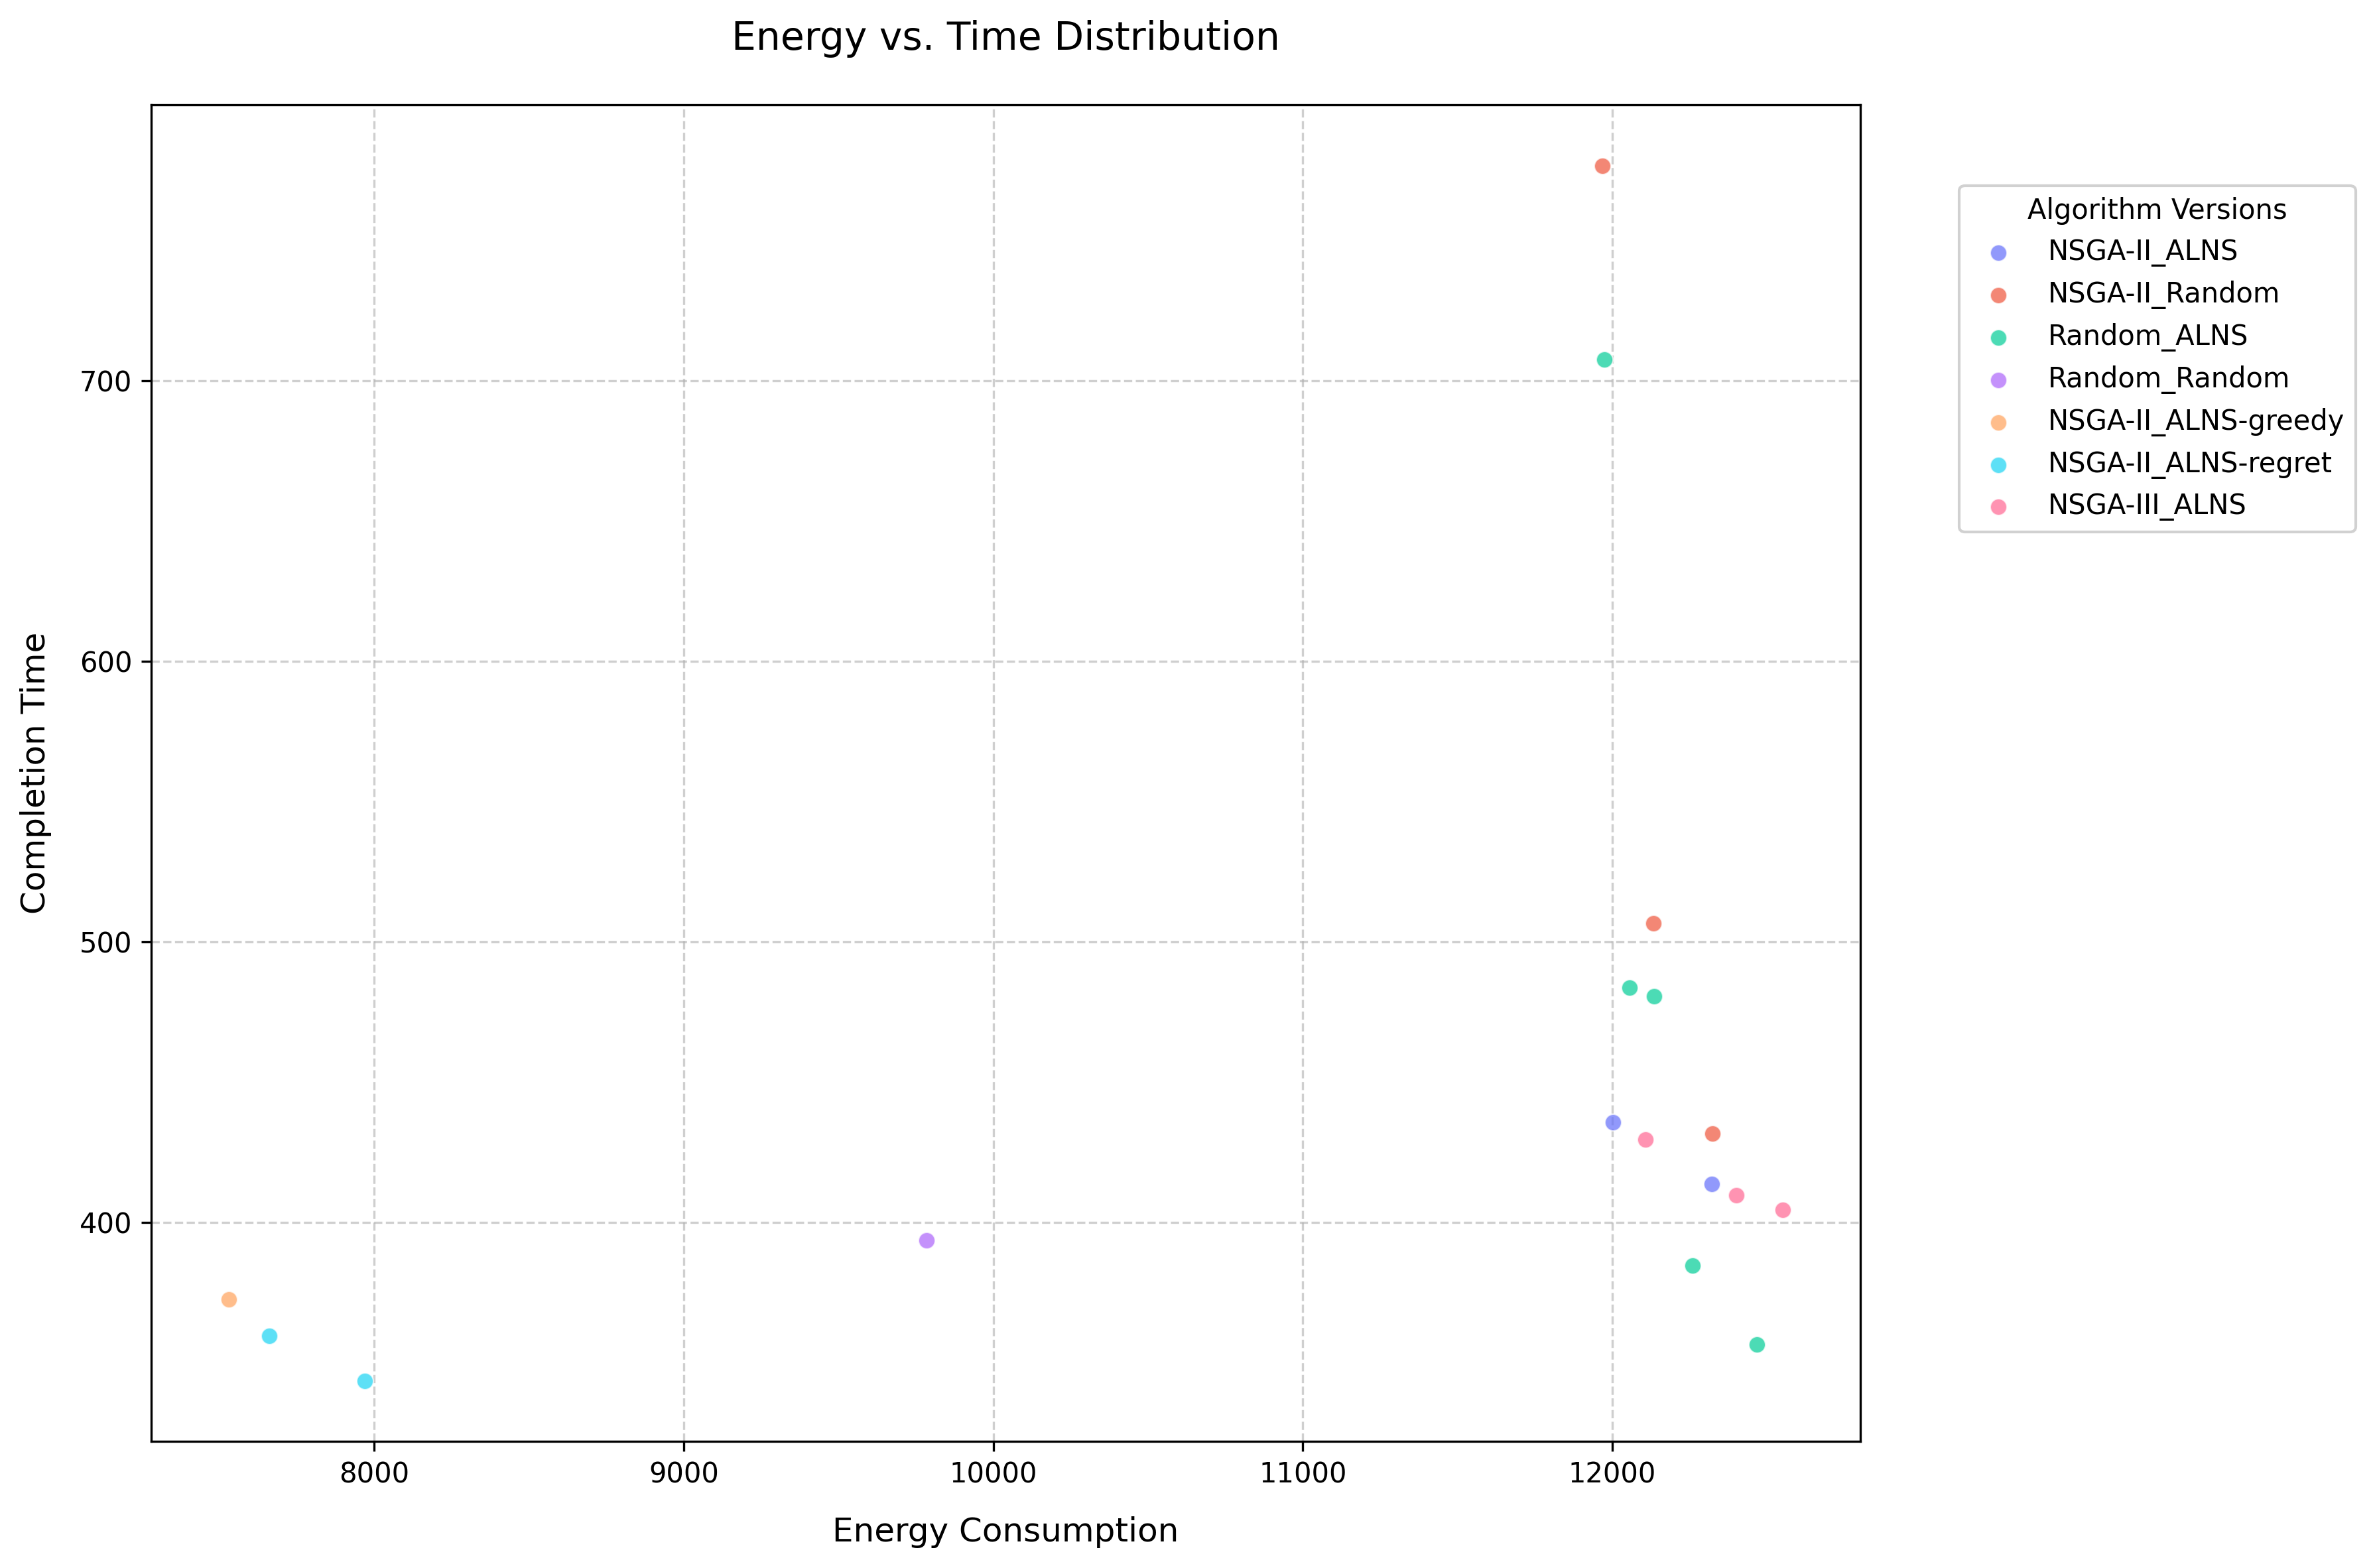 Energy vs. Time Distribution
Completion Time
700
600
500
400
8000
9000
10000
11000
12000
Energy Consumption
Algorithm Versions
NSGA-II_ALNS
NSGA-II_Random
Random_ALNS
Random_Random
NSGA-II_ALNS-greedy
NSGA-II_ALNS-regret
NSGA-III_ALNS